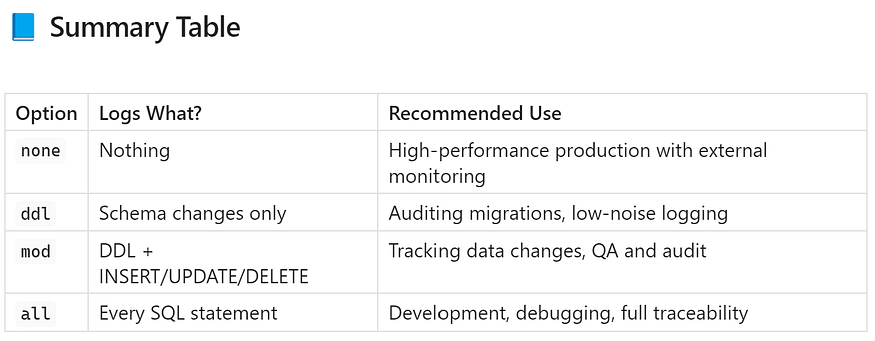 📘 Summary Table
Option Logs What? Recommended Use
none Nothing High-performance production with external
monitoring
ddl Schema changes only Auditing migrations, low-noise logging
mod DDL + Tracking data changes, QA and audit
INSERT/UPDATE/DELETE
all Every SQL statement Development, debugging, full traceability